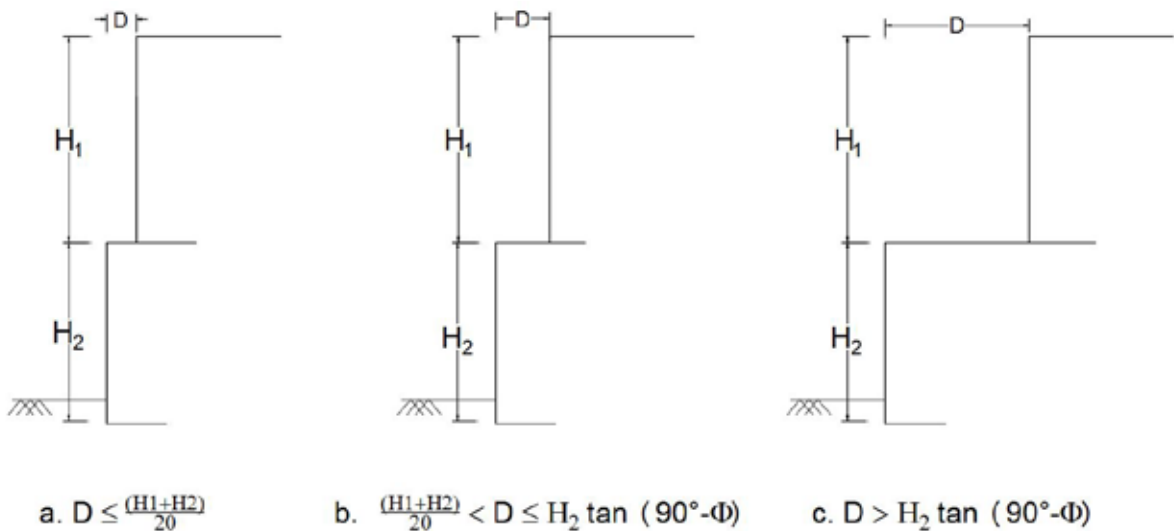 D
H₁
H₂
D
H₁
H₂
D
H₁
H₂
a. D ≤ (H1+H2)/20
b. (H1+H2)/20 < D ≤ H₂ tan (90°-Φ)
c. D > H₂ tan (90°-Φ)